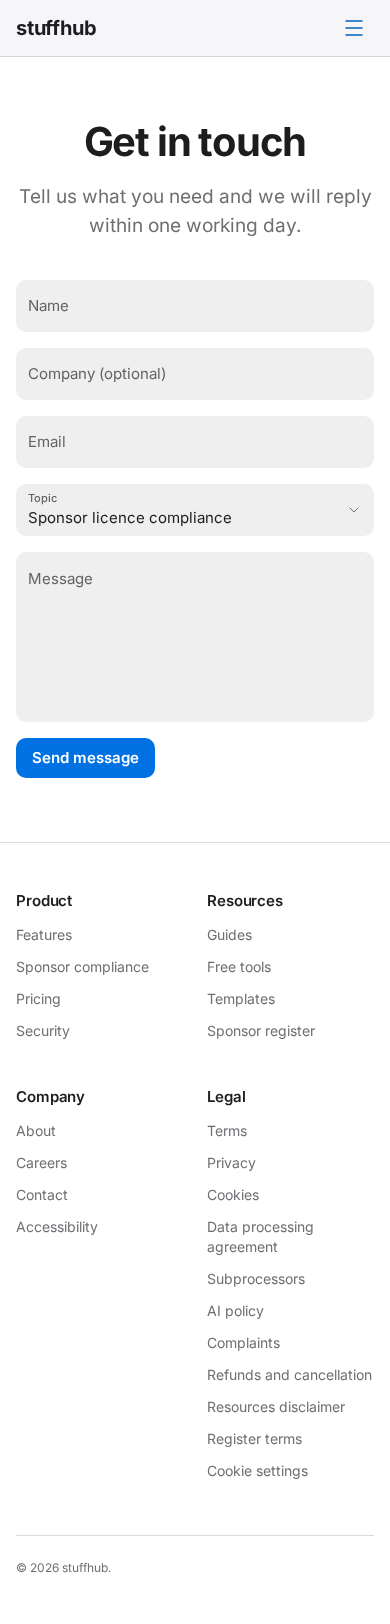 stuffhub
Get in touch
Tell us what you need and we will reply
within one working day.
Name
Company (optional)
Email
Topic
Sponsor licence compliance
Message
Send message
Product
Features
Sponsor compliance
Pricing
Security
Resources
Guides
Free tools
Templates
Sponsor register
Company
About
Careers
Contact
Accessibility
Legal
Terms
Privacy
Cookies
Data processing
agreement
Subprocessors
AI policy
Complaints
Refunds and cancellation
Resources disclaimer
Register terms
Cookie settings
© 2026 stuffhub.